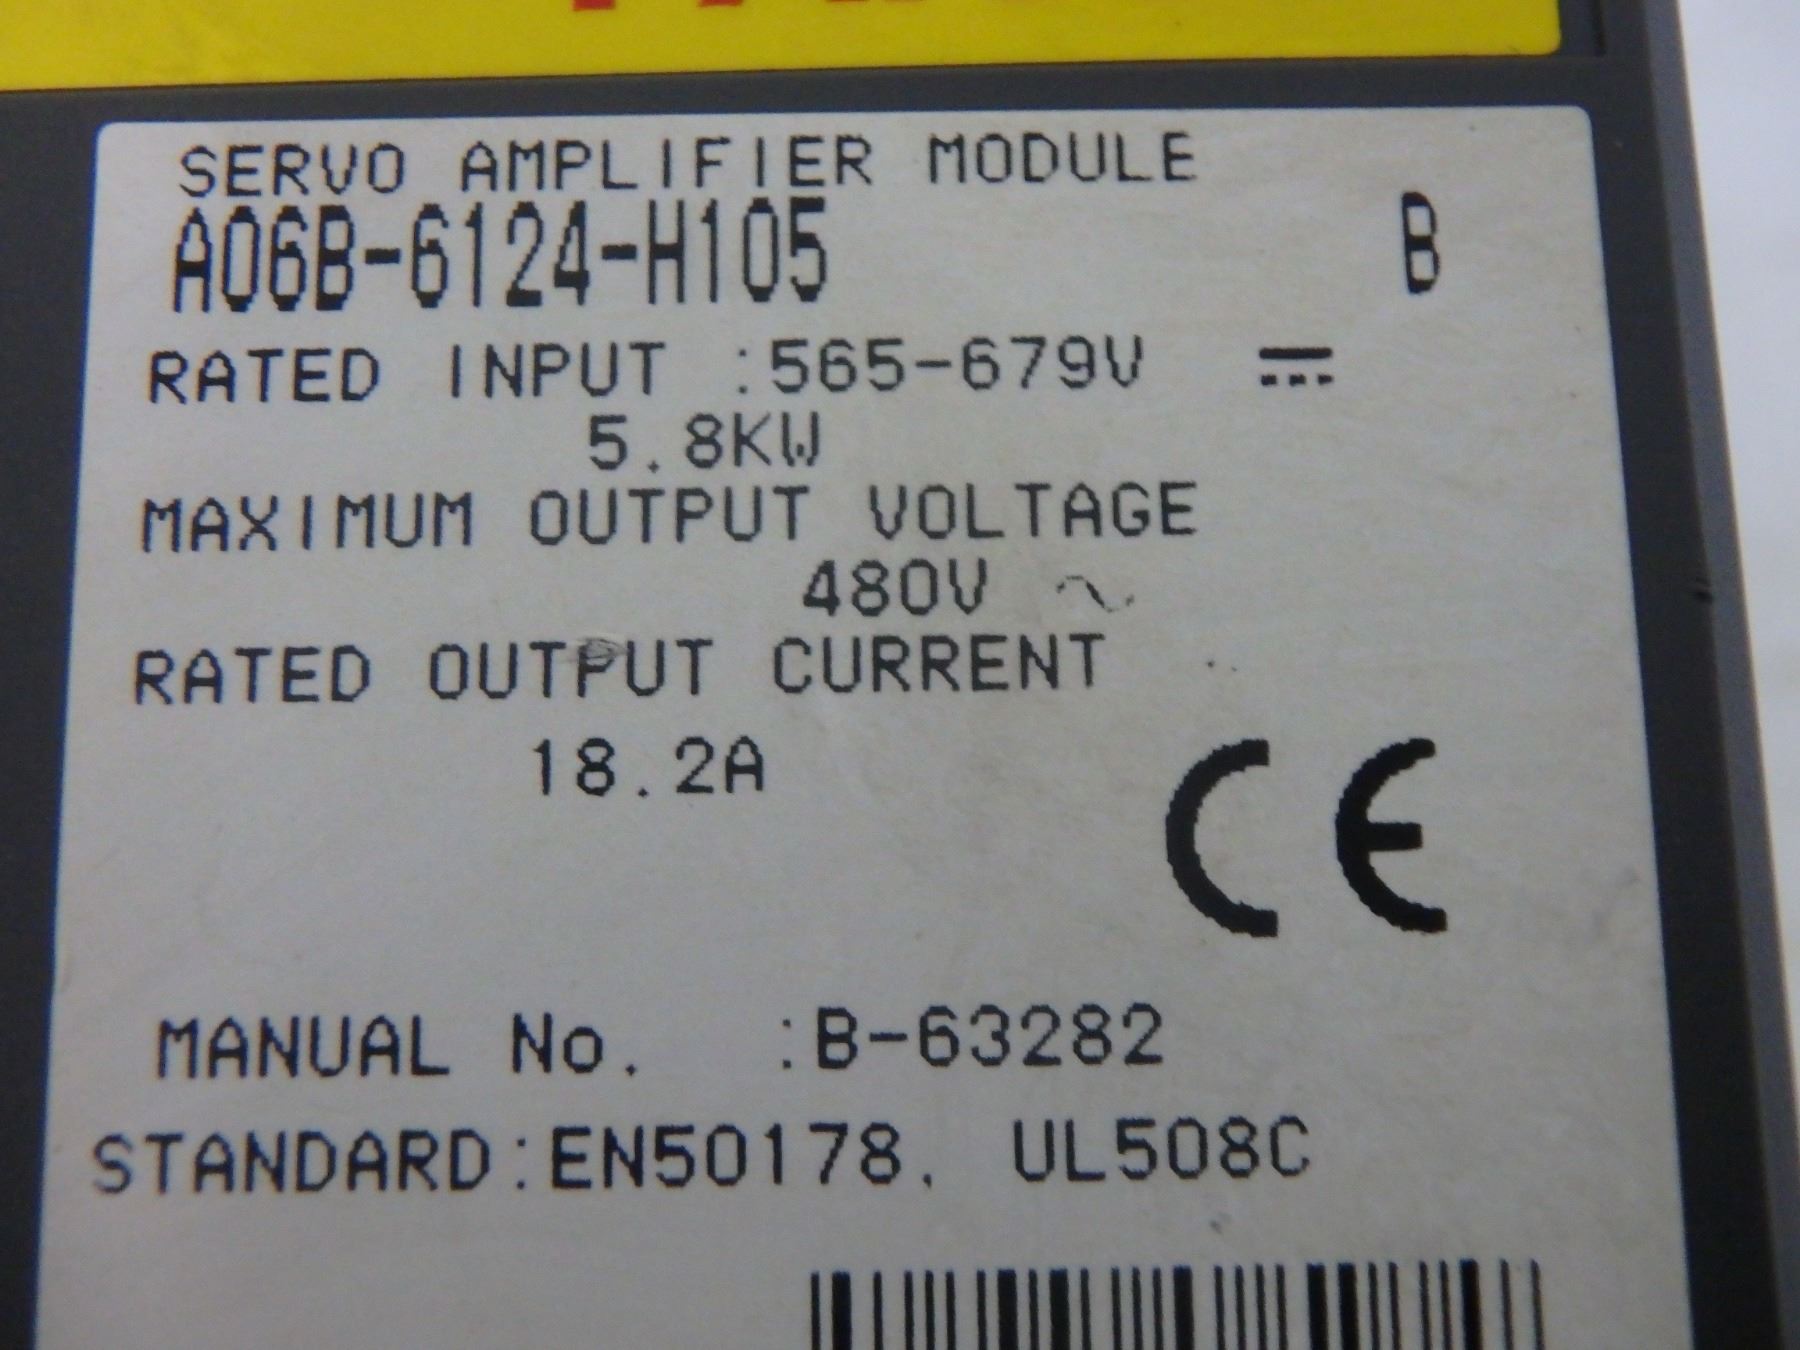 SERVO AMPLIFIER MODULE
A06B-6124-H105 B
RATED INPUT :565-679V ⎓
5.8KW
MAXIMUM OUTPUT VOLTAGE
480V ~
RATED OUTPUT CURRENT
18.2A
CE
MANUAL No. :B-63282
STANDARD:EN50178. UL508C